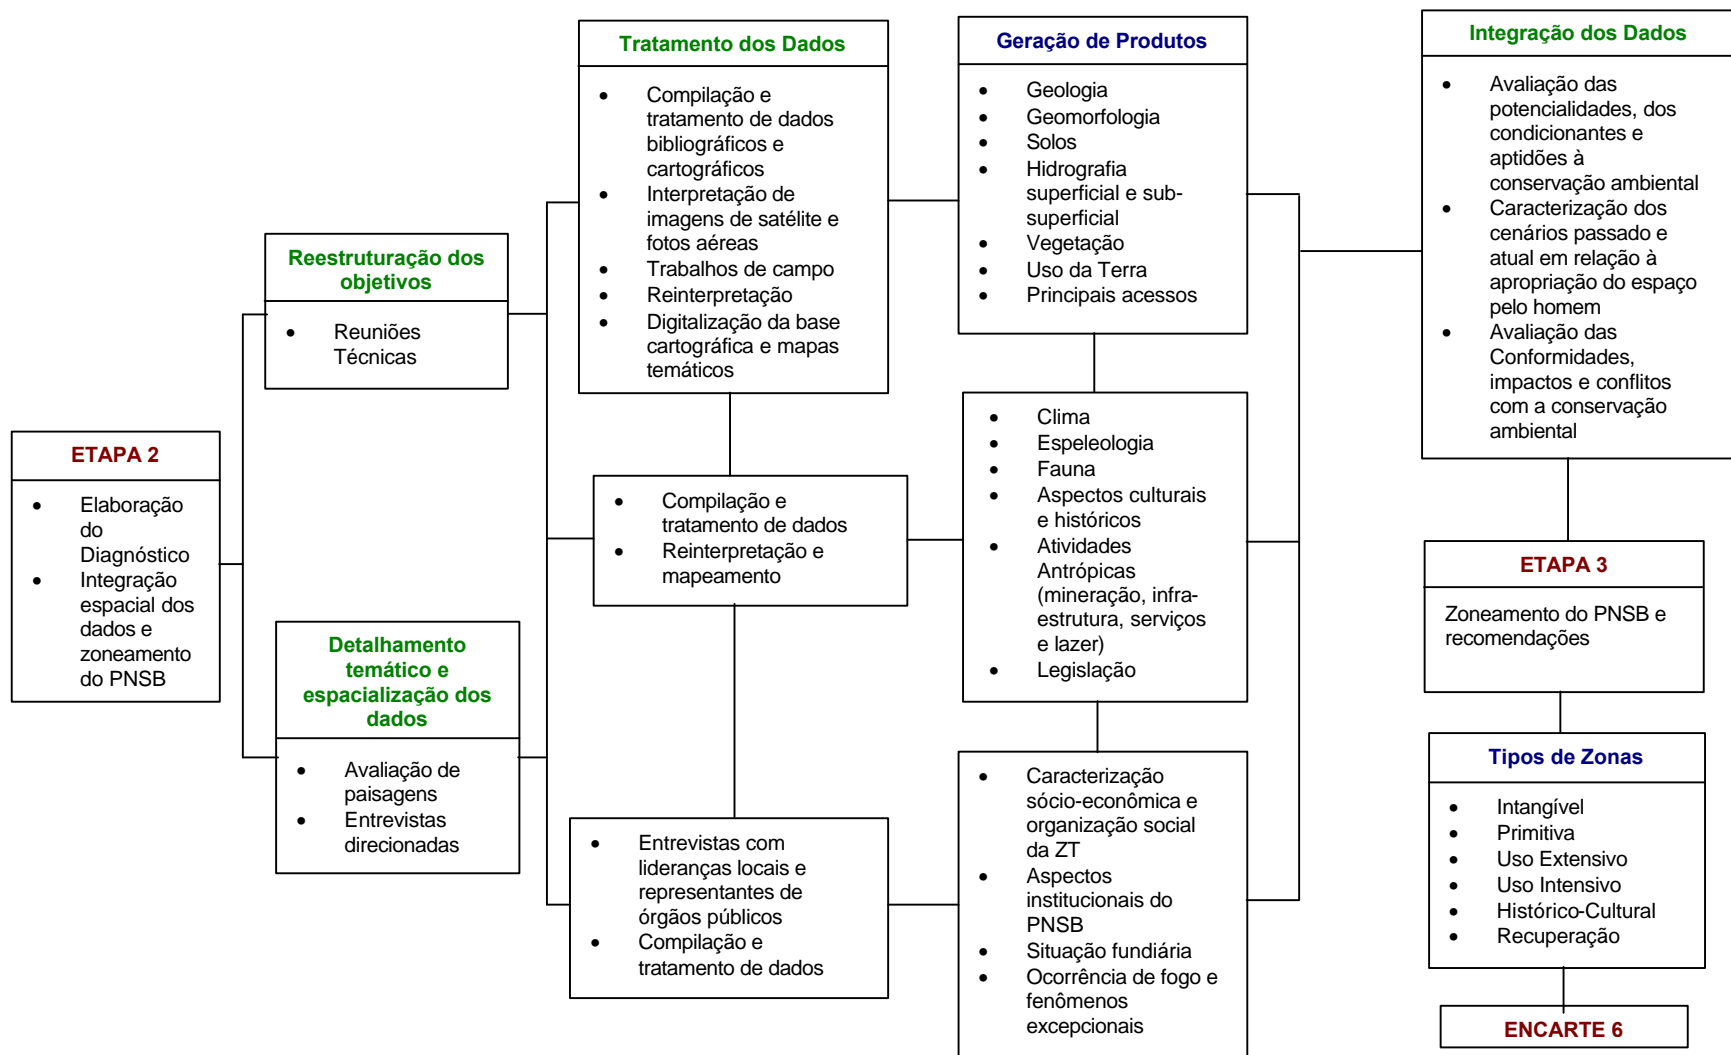 ETAPA 2
• Elaboração
do
Diagnóstico
• Integração
espacial dos
dados e
zoneamento
do PNSB
Reestruturação dos
objetivos
• Reuniões
Técnicas
Detalhamento
temático e
espacialização dos
dados
• Avaliação de
paisagens
• Entrevistas
direcionadas
Tratamento dos Dados
• Compilação e
tratamento de dados
bibliográficos e
cartográficos
• Interpretação de
imagens de satélite e
fotos aéreas
• Trabalhos de campo
• Reinterpretação
• Digitalização da base
cartográfica e mapas
temáticos
• Compilação e
tratamento de dados
• Reinterpretação e
mapeamento
• Entrevistas com
lideranças locais e
representantes de
órgãos públicos
• Compilação e
tratamento de dados
Geração de Produtos
• Geologia
• Geomorfologia
• Solos
• Hidrografia
superficial e sub-
superficial
• Vegetação
• Uso da Terra
• Principais acessos
• Clima
• Espeleologia
• Fauna
• Aspectos culturais
e históricos
• Atividades
Antrópicas
(mineração, infra-
estrutura, serviços
e lazer)
• Legislação
• Caracterização
sócio-econômica e
organização social
da ZT
• Aspectos
institucionais do
PNSB
• Situação fundiária
• Ocorrência de fogo e
fenômenos
excepcionais
Integração dos Dados
• Avaliação das
potencialidades, dos
condicionantes e
aptidões à
conservação ambiental
• Caracterização dos
cenários passado e
atual em relação à
apropriação do espaço
pelo homem
• Avaliação das
Conformidades,
impactos e conflitos
com a conservação
ambiental
ETAPA 3
Zoneamento do PNSB e
recomendações
Tipos de Zonas
• Intangível
• Primitiva
• Uso Extensivo
• Uso Intensivo
• Histórico-Cultural
• Recuperação
ENCARTE 6